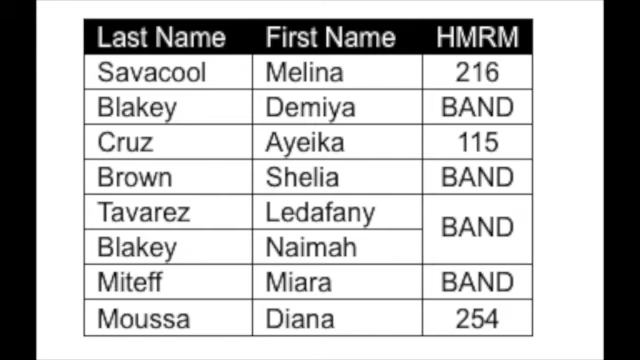 Last Name First Name HMRM
Savacool Melina 216
Blakey Demiya BAND
Cruz Ayeika 115
Brown Shelia BAND
Tavarez Ledafany BAND
Blakey Naimah
Miteff Miara BAND
Moussa Diana 254